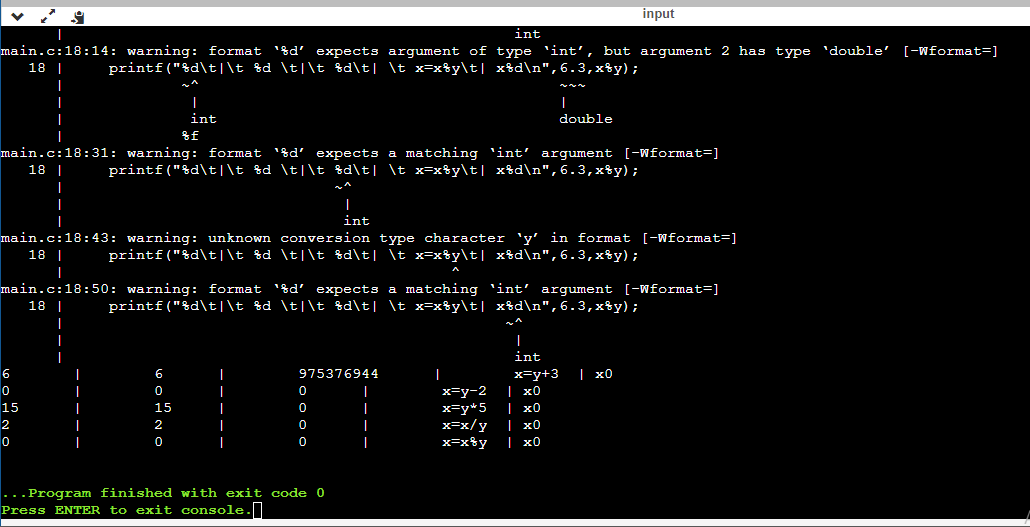 input
| int
main.c:18:14: warning: format ‘%d’ expects argument of type ‘int’, but argument 2 has type ‘double’ [-Wformat=]
18 | printf("%d\t|\t %d \t|\t %d\t| \t x=x%y\t| x%d\n",6.3,x%y);
| ~^ ~~~
| | |
| int double
| %f
main.c:18:31: warning: format ‘%d’ expects a matching ‘int’ argument [-Wformat=]
18 | printf("%d\t|\t %d \t|\t %d\t| \t x=x%y\t| x%d\n",6.3,x%y);
| ~^
| |
| int
main.c:18:43: warning: unknown conversion type character ‘y’ in format [-Wformat=]
18 | printf("%d\t|\t %d \t|\t %d\t| \t x=x%y\t| x%d\n",6.3,x%y);
| ^
main.c:18:50: warning: format ‘%d’ expects a matching ‘int’ argument [-Wformat=]
18 | printf("%d\t|\t %d \t|\t %d\t| \t x=x%y\t| x%d\n",6.3,x%y);
| ~^
| |
| int
6 | 6 | 975376944 | x=y+3 | x0
0 | 0 | 0 | x=y-2 | x0
15 | 15 | 0 | x=y*5 | x0
2 | 2 | 0 | x=x/y | x0
0 | 0 | 0 | x=x%y | x0
...Program finished with exit code 0
Press ENTER to exit console.